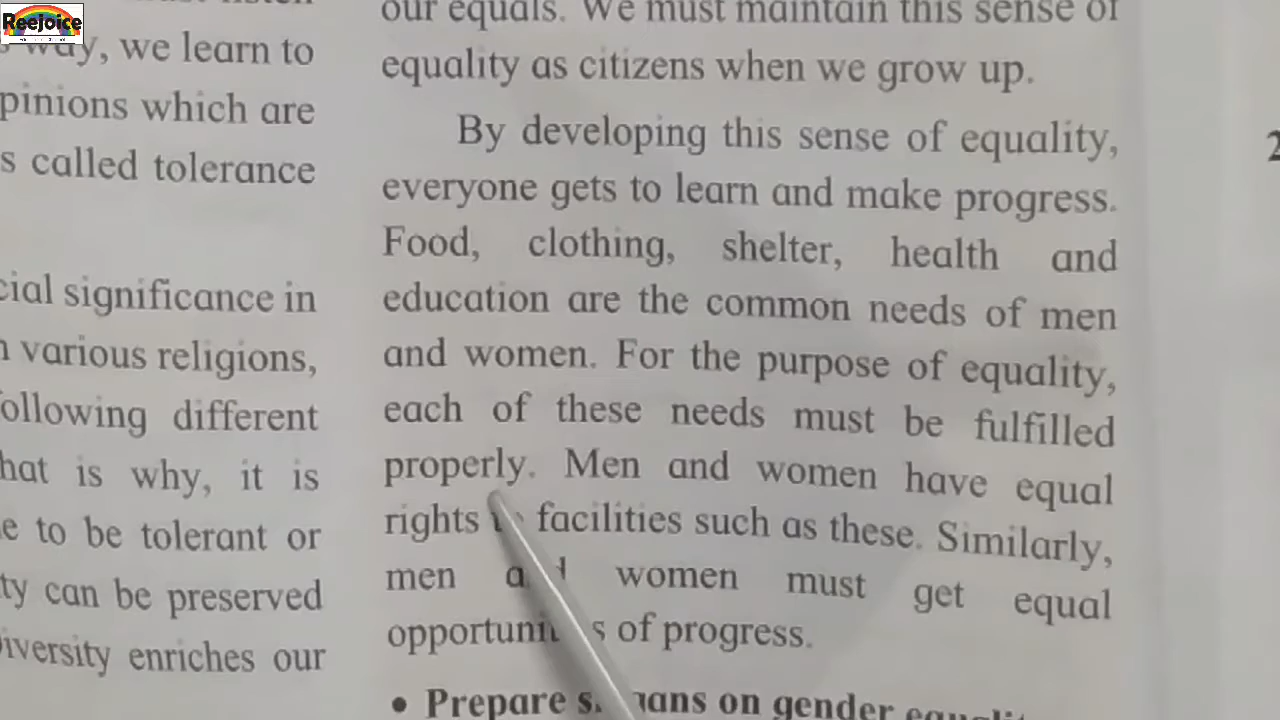 Reejoice
way, we learn to
pinions which are
s called tolerance
cial significance in
n various religions,
ollowing different
hat is why, it is
e to be tolerant or
ty can be preserved
iversity enriches our
our equals. We must maintain this sense of
equality as citizens when we grow up.
By developing this sense of equality,
everyone gets to learn and make progress.
Food, clothing, shelter, health and
education are the common needs of men
and women. For the purpose of equality,
each of these needs must be fulfilled
properly. Men and women have equal
rights facilities such as these. Similarly,
men women must get equal
of progress.
• Prepare on gender
2